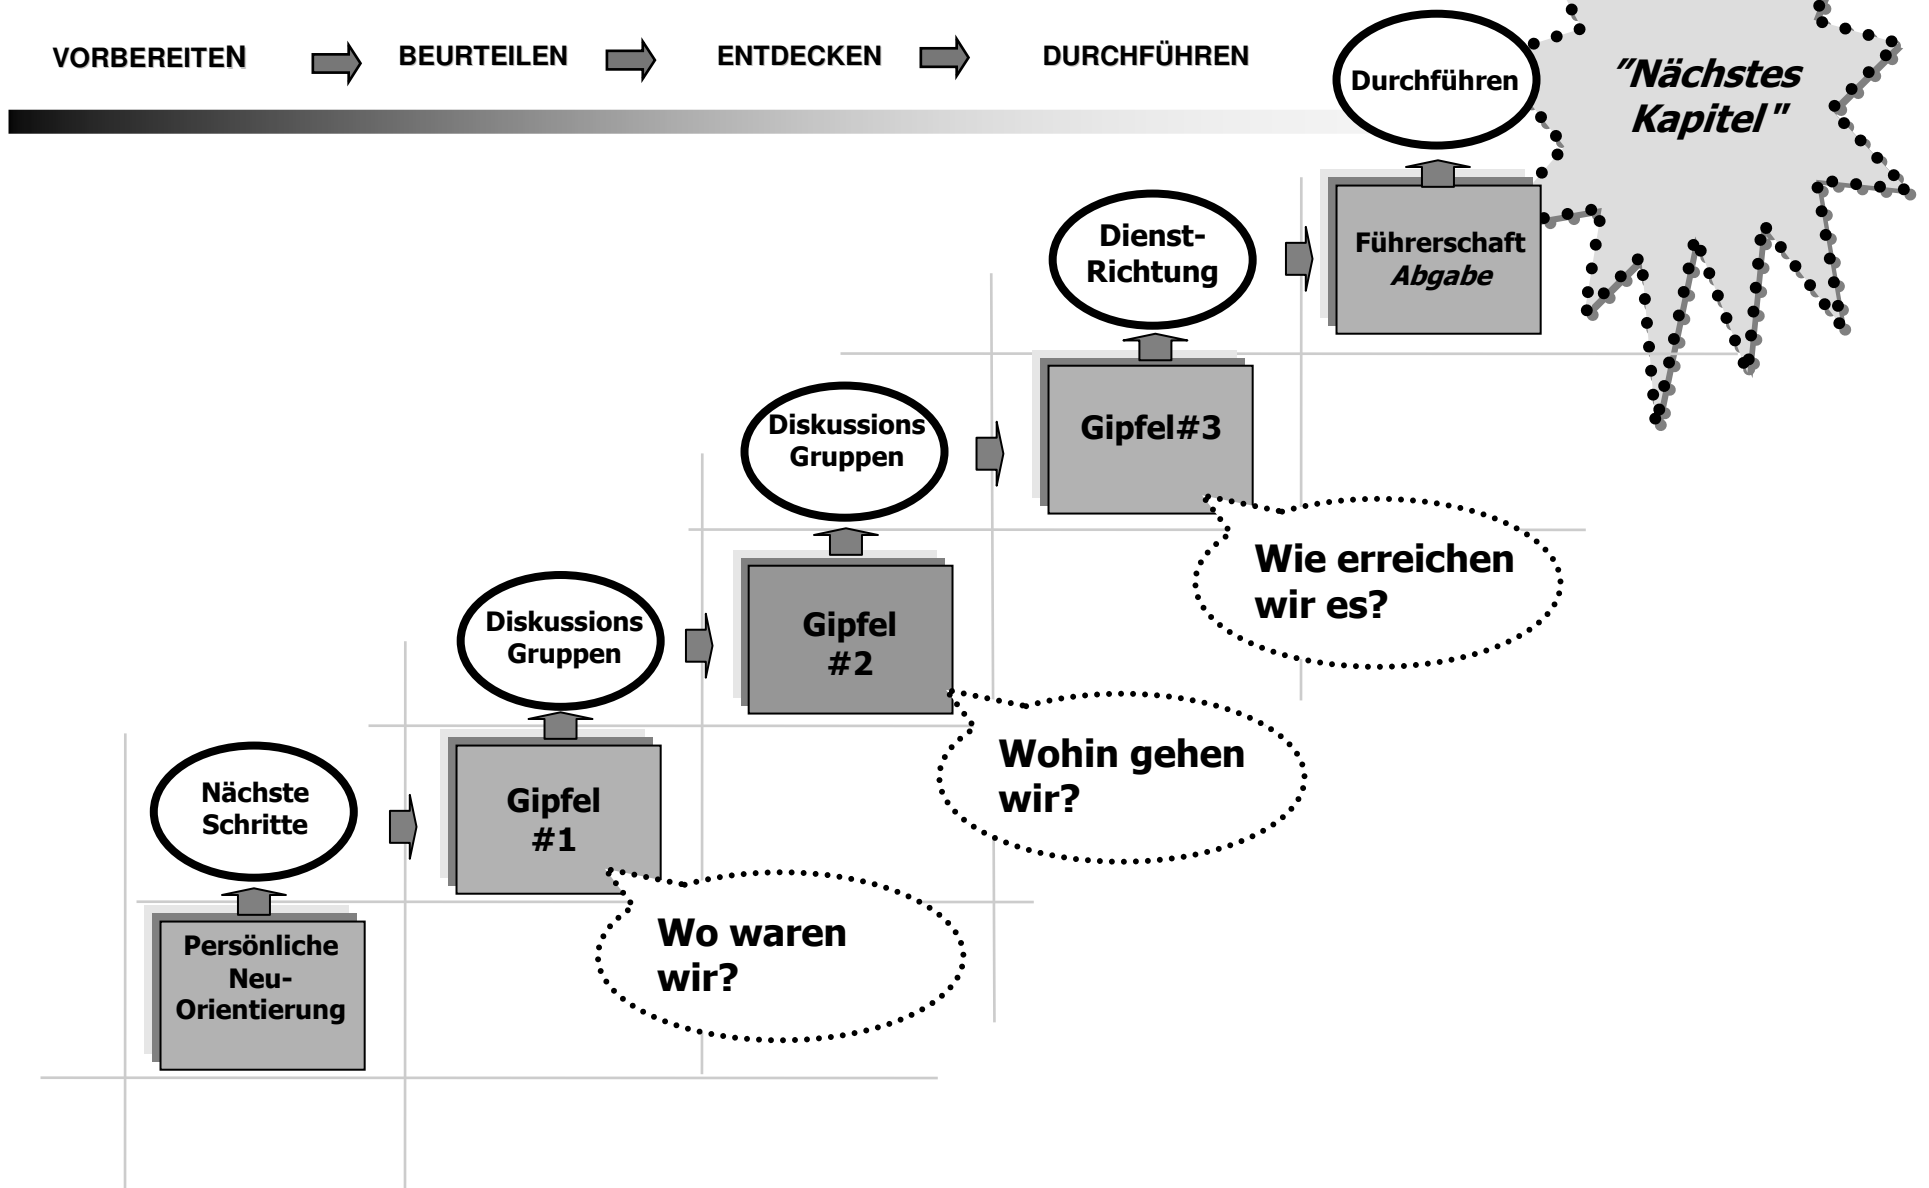 VORBEREITEN
BEURTEILEN
ENTDECKEN
DURCHFÜHREN
Durchführen
"Nächstes
Kapitel"
Führerschaft
Abgabe
Dienst-
Richtung
Gipfel#3
Wie erreichen
wir es?
Diskussions
Gruppen
Gipfel
#2
Wohin gehen
wir?
Diskussions
Gruppen
Gipfel
#1
Wo waren
wir?
Nächste
Schritte
Persönliche
Neu-
Orientierung